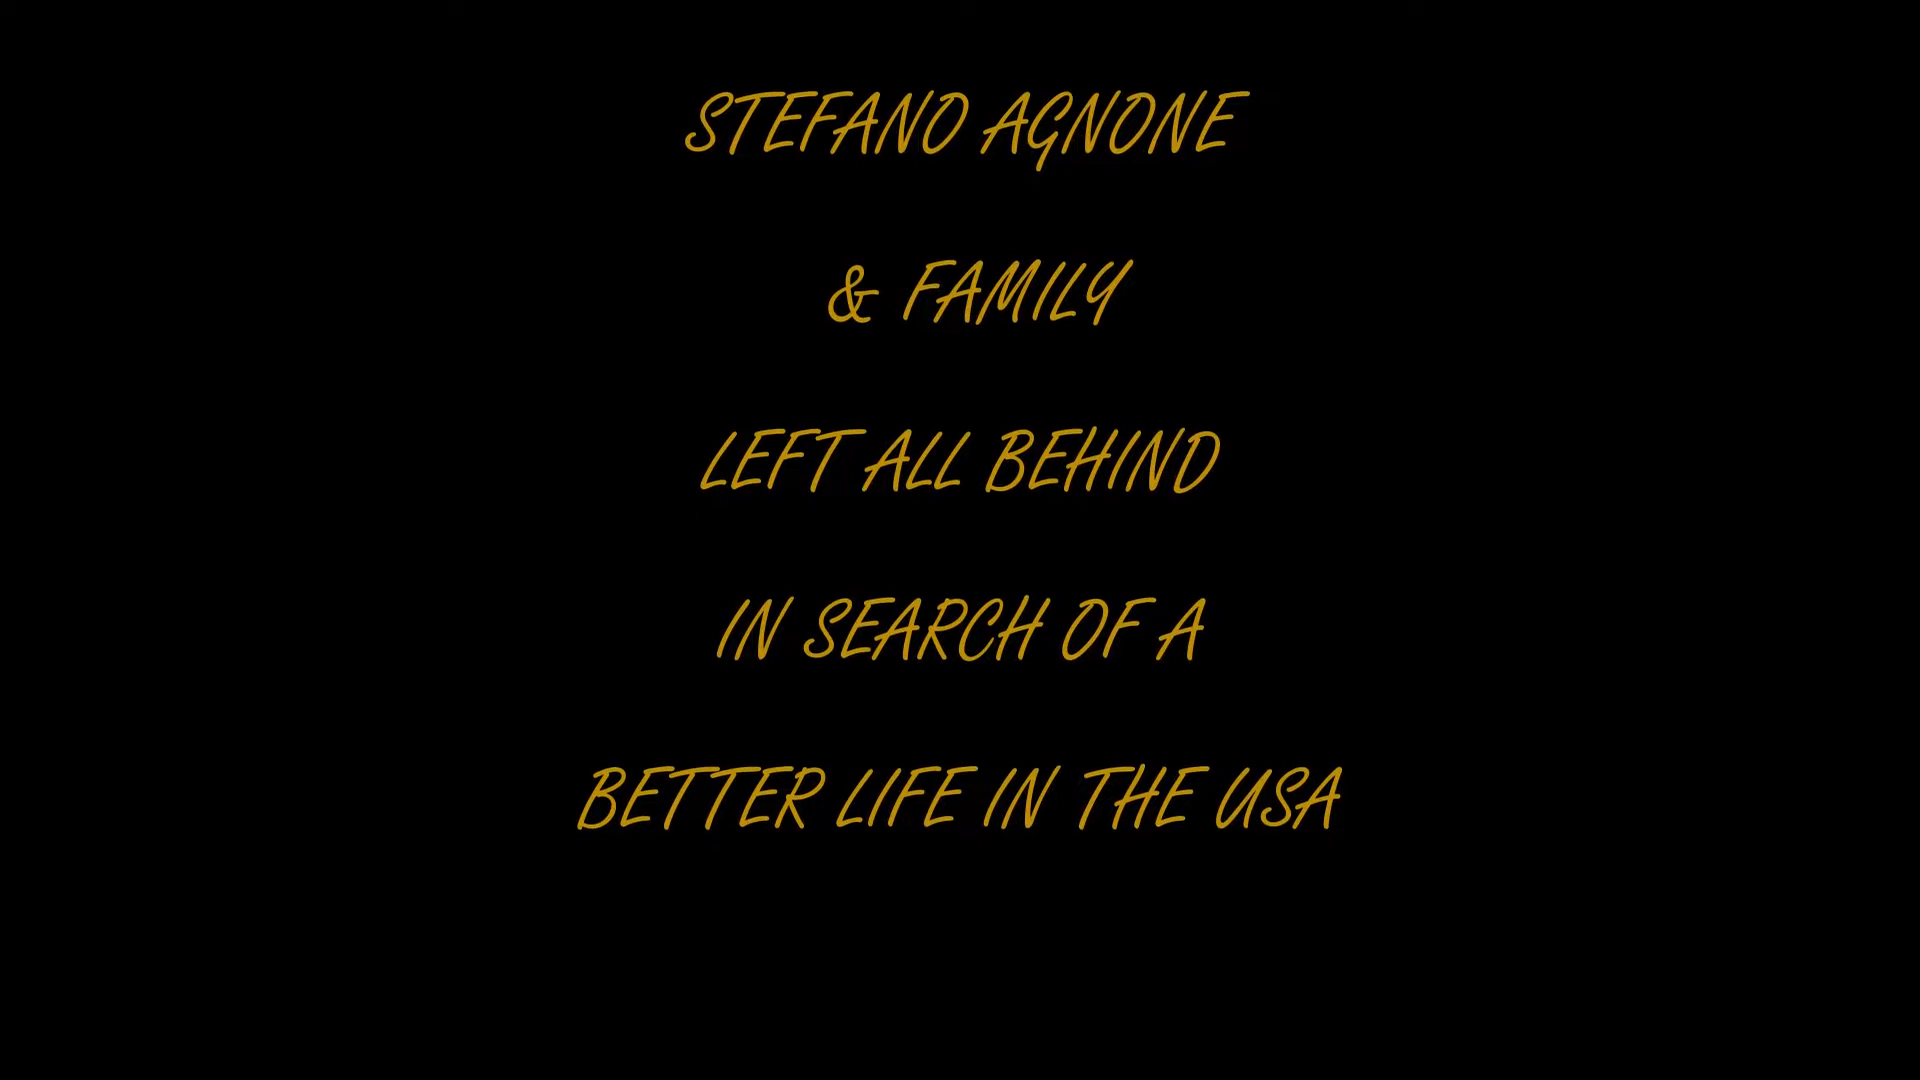 STEFANO AGNONE
& FAMILY
LEFT ALL BEHIND
IN SEARCH OF A
BETTER LIFE IN THE USA